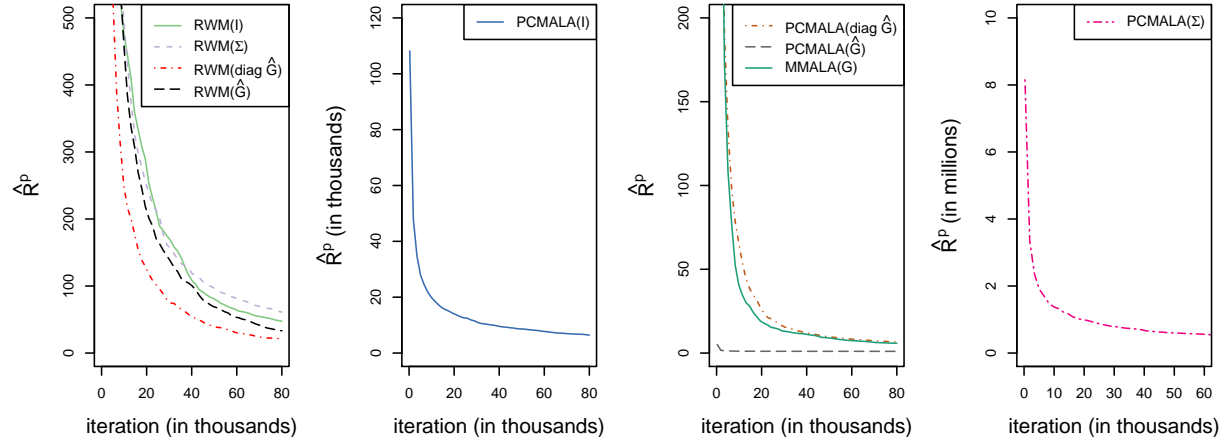 RWM(I)
RWM(Σ)
RWM(diag Ĝ)
RWM(Ĝ)
R̂ᵖ
0
100
200
300
400
500
0
20
40
60
80
iteration (in thousands)
PCMALA(I)
R̂ᵖ (in thousands)
0
20
40
60
80
100
120
0
20
40
60
80
iteration (in thousands)
PCMALA(diag Ĝ)
PCMALA(Ĝ)
MMALA(G)
R̂ᵖ
0
50
100
150
200
0
20
40
60
80
iteration (in thousands)
PCMALA(Σ)
R̂ᵖ (in millions)
0
2
4
6
8
10
0
10
20
30
40
50
60
iteration (in thousands)